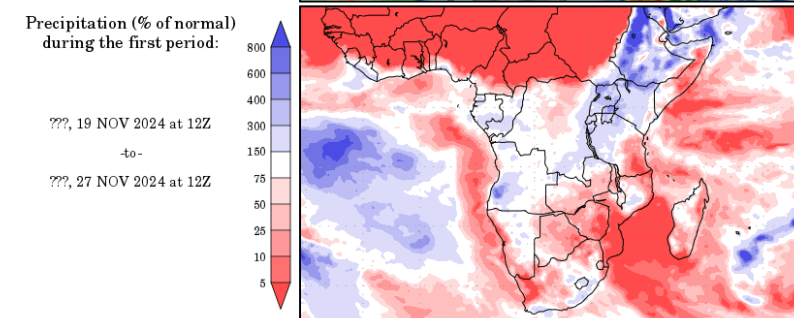 Precipitation (% of normal)
during the first period:
???, 19 NOV 2024 at 12Z
-to-
???, 27 NOV 2024 at 12Z
800
600
400
300
150
75
50
25
10
5